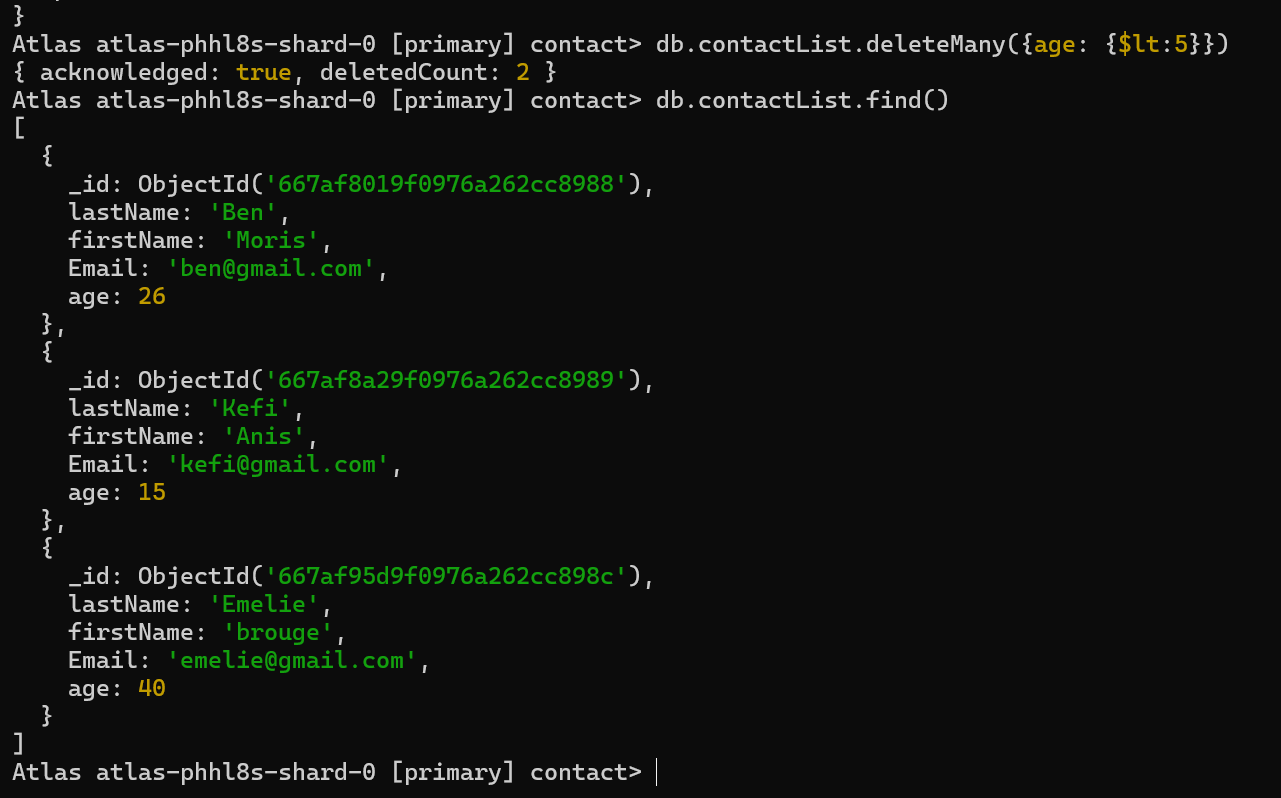 }
Atlas atlas-phhl8s-shard-0 [primary] contact> db.contactList.deleteMany({age: {$lt:5}})
{ acknowledged: true, deletedCount: 2 }
Atlas atlas-phhl8s-shard-0 [primary] contact> db.contactList.find()
[
  {
    _id: ObjectId('667af8019f0976a262cc8988'),
    lastName: 'Ben',
    firstName: 'Moris',
    Email: 'ben@gmail.com',
    age: 26
  },
  {
    _id: ObjectId('667af8a29f0976a262cc8989'),
    lastName: 'Kefi',
    firstName: 'Anis',
    Email: 'kefi@gmail.com',
    age: 15
  },
  {
    _id: ObjectId('667af95d9f0976a262cc898c'),
    lastName: 'Emelie',
    firstName: 'brouge',
    Email: 'emelie@gmail.com',
    age: 40
  }
]
Atlas atlas-phhl8s-shard-0 [primary] contact>